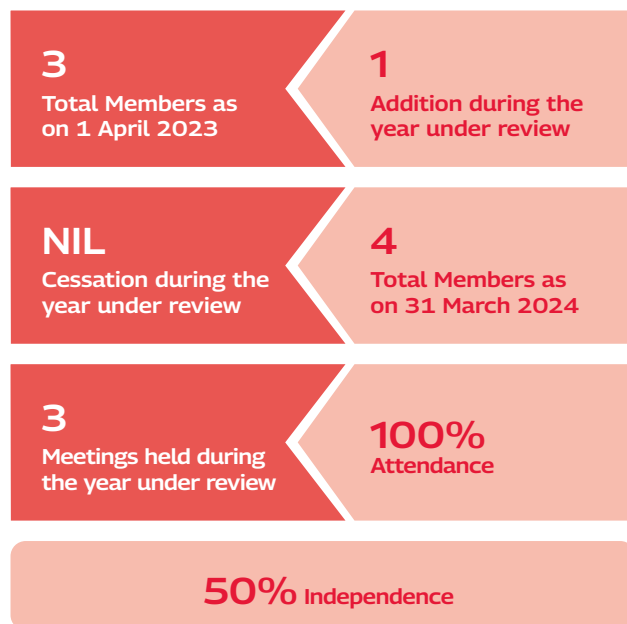 3
Total Members as
on 1 April 2023
1
Addition during the
year under review
NIL
Cessation during the
year under review
4
Total Members as
on 31 March 2024
3
Meetings held during
the year under review
100%
Attendance
50% Independence